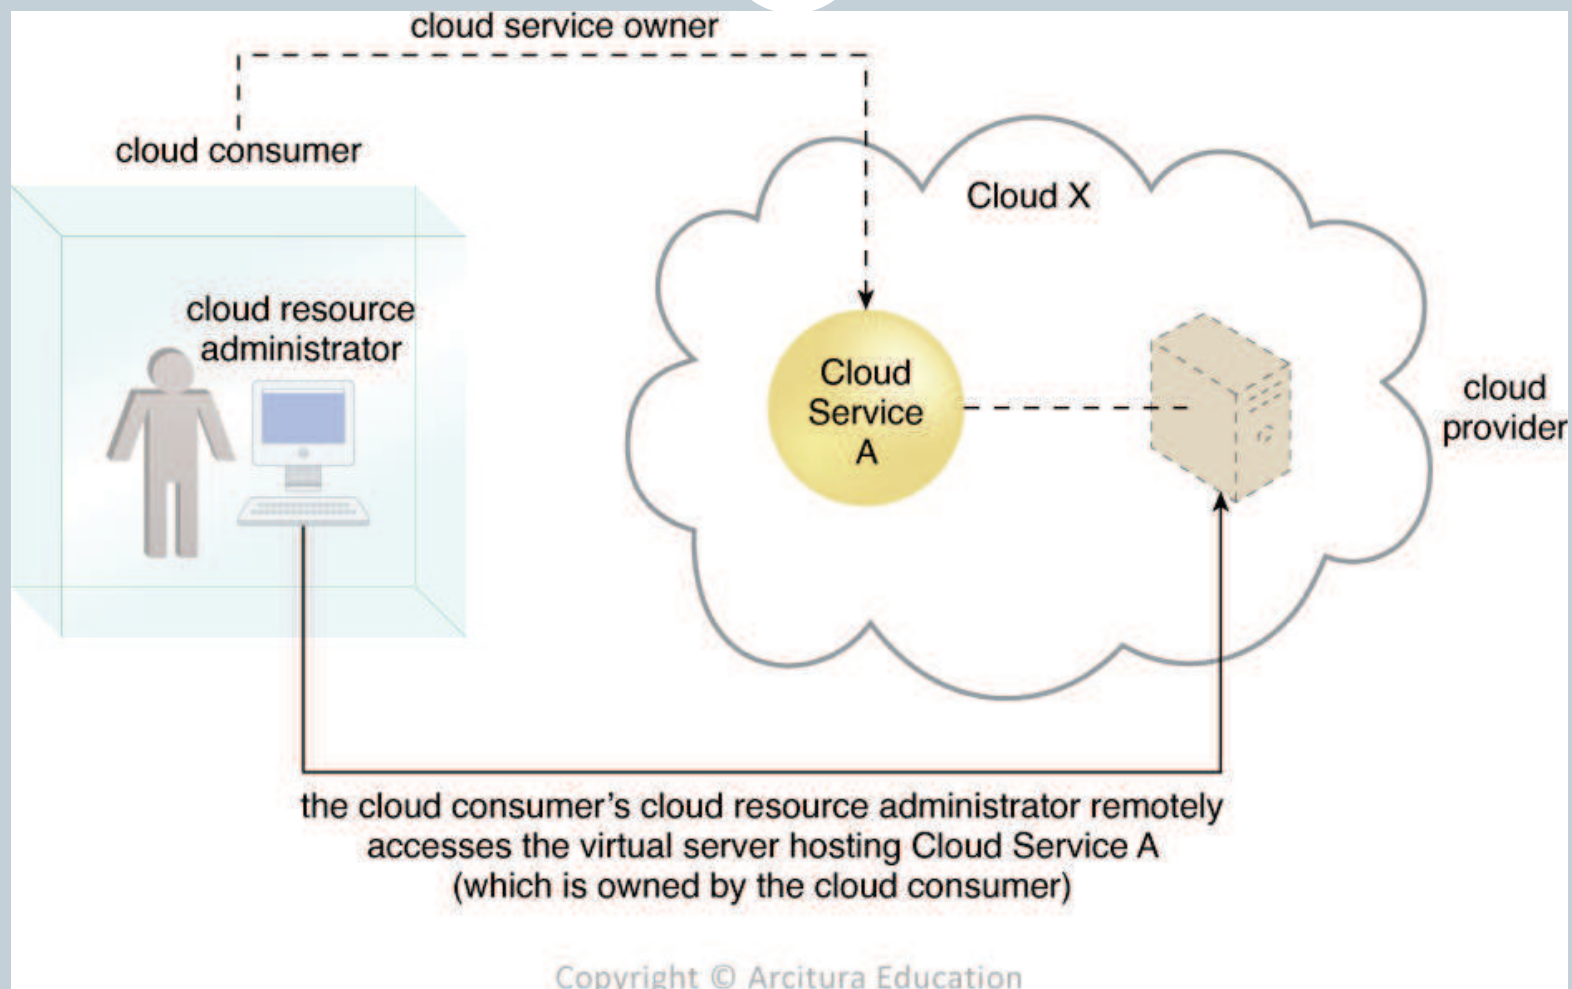 cloud service owner
cloud consumer
Cloud X
cloud resource
administrator
Cloud
Service
A
cloud
provider
the cloud consumer’s cloud resource administrator remotely
accesses the virtual server hosting Cloud Service A
(which is owned by the cloud consumer)
Copyright © Arcitura Education